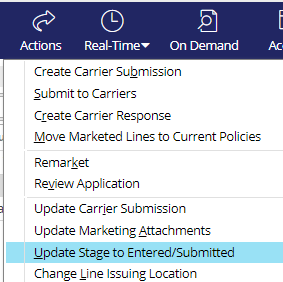 Actions Real-Time On Demand Ac
Create Carrier Submission
Submit to Carriers
Create Carrier Response
Move Marketed Lines to Current Policies
Remarket
Review Application
Update Carrier Submission
Update Marketing Attachments
Update Stage to Entered/Submitted
Change Line Issuing Location